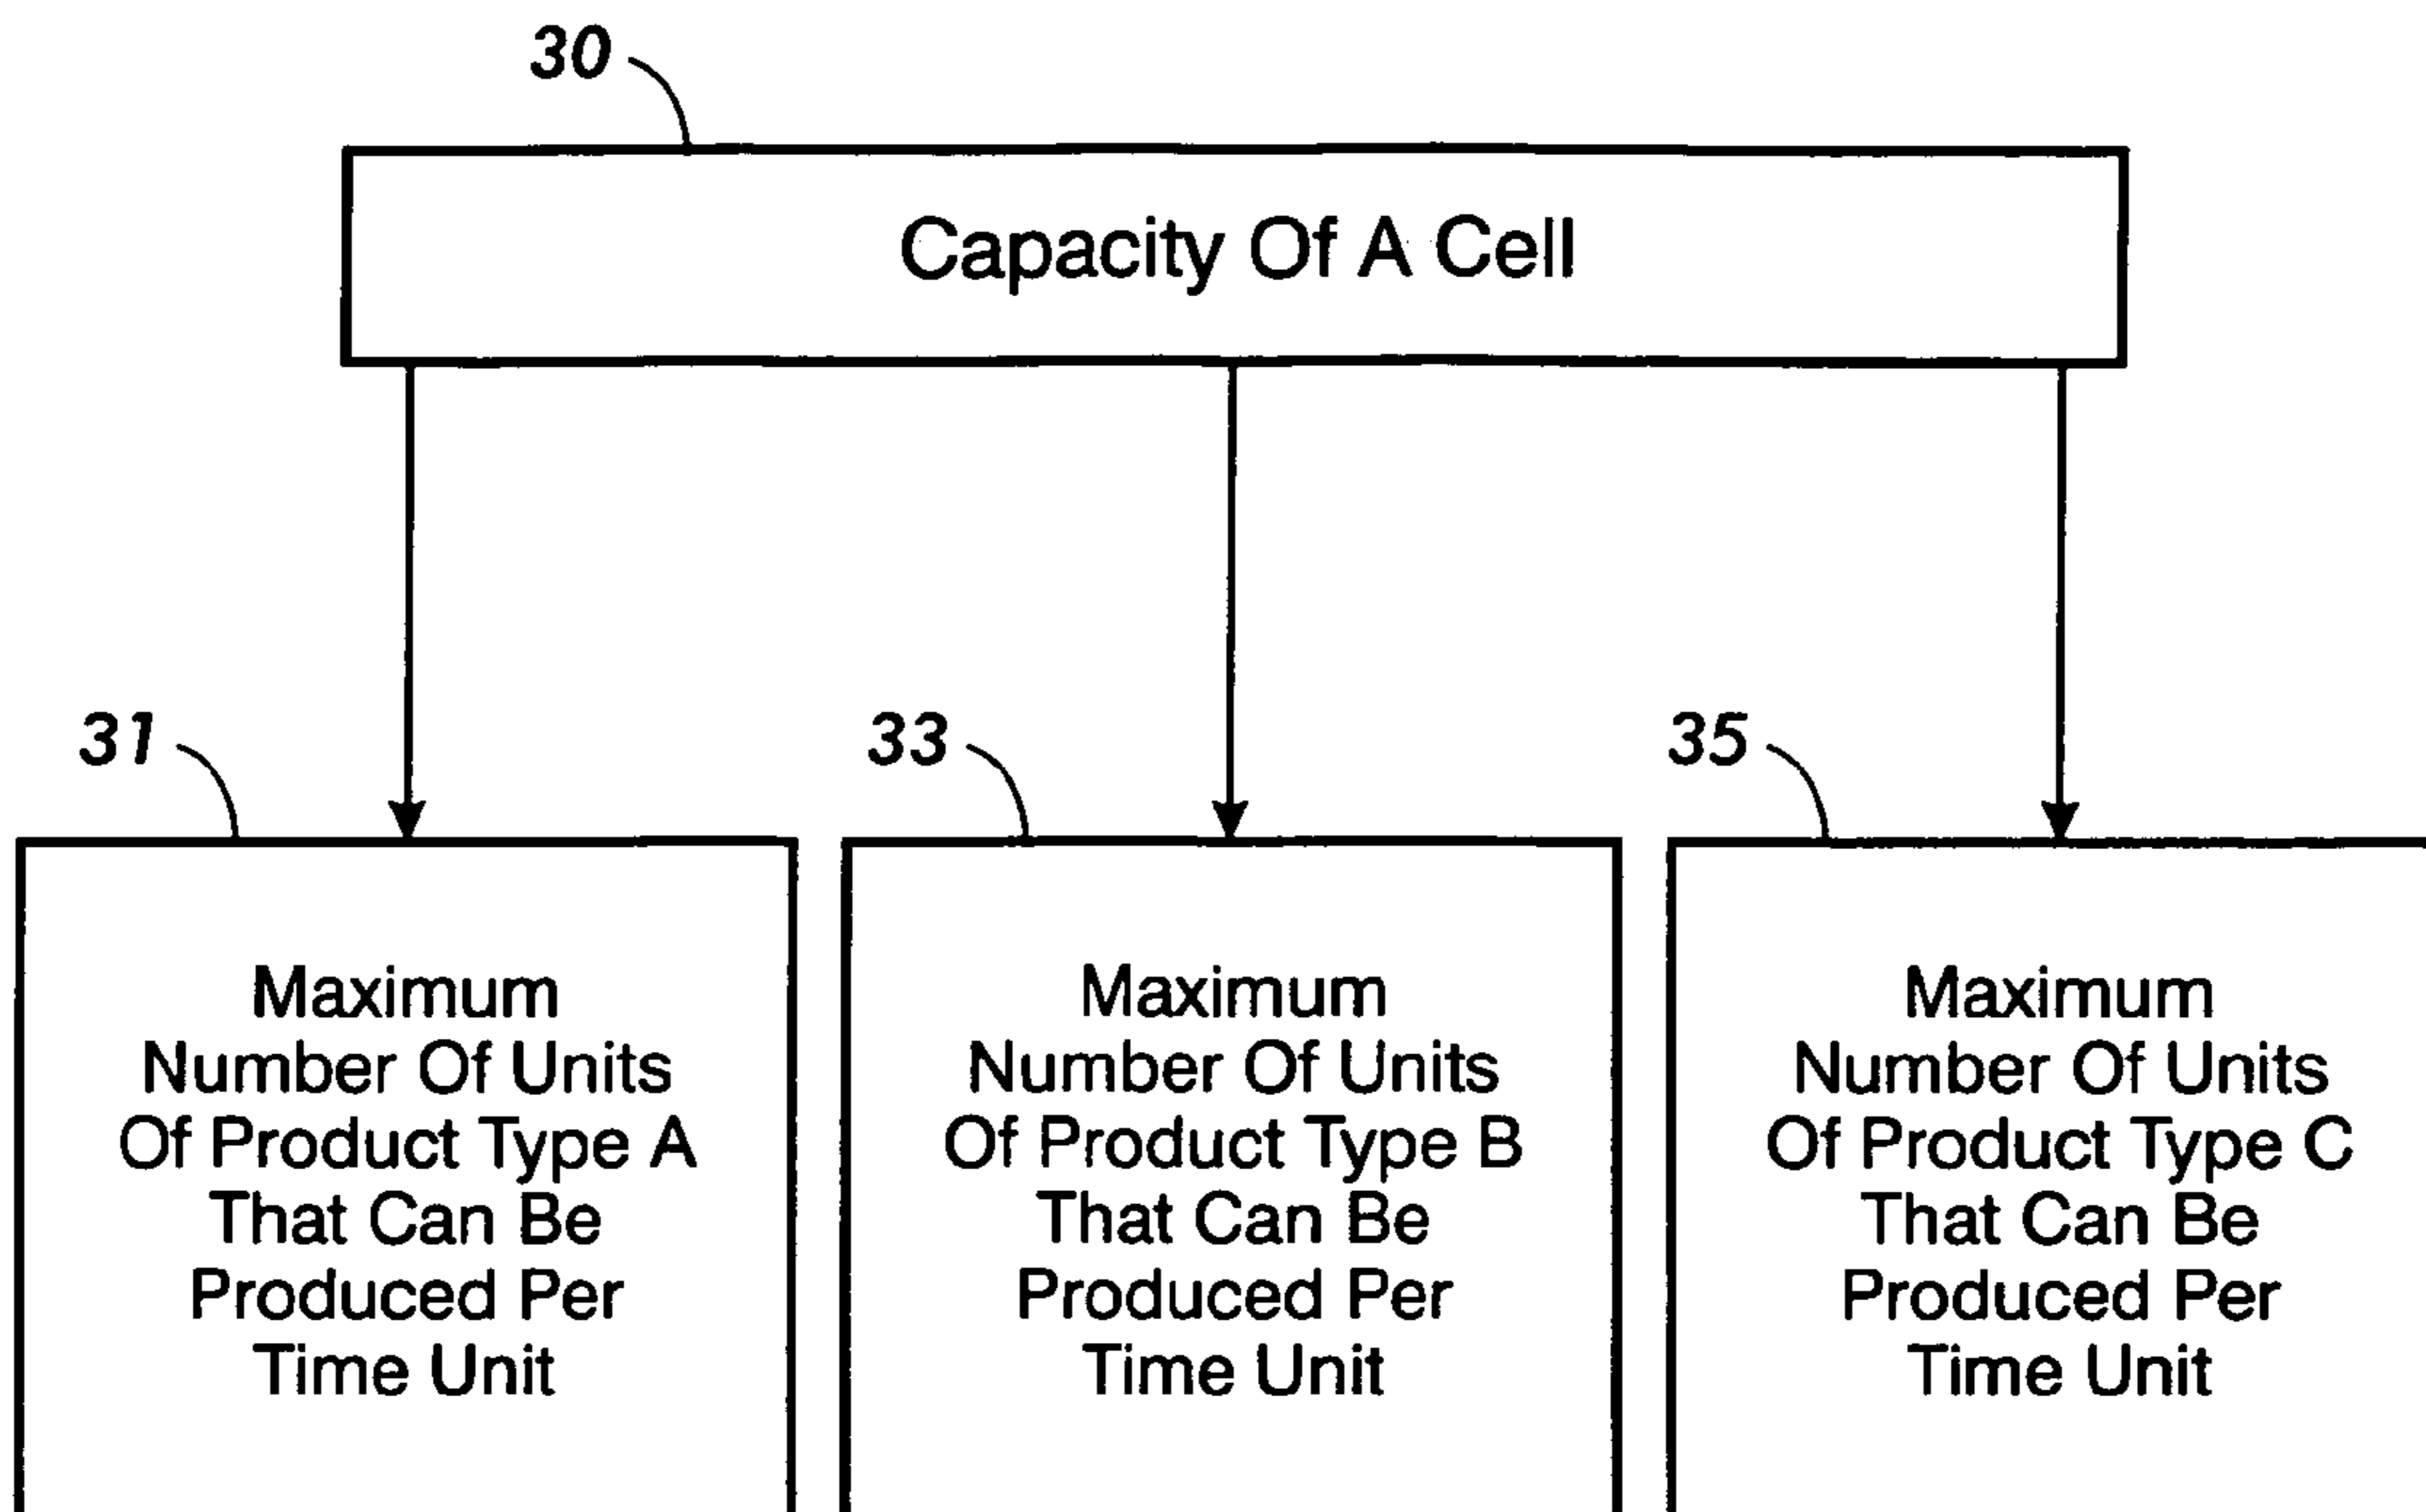 30
Capacity Of A Cell
31
33
35
Maximum
Number Of Units
Of Product Type A
That Can Be
Produced Per
Time Unit
Maximum
Number Of Units
Of Product Type B
That Can Be
Produced Per
Time Unit
Maximum
Number Of Units
Of Product Type C
That Can Be
Produced Per
Time Unit